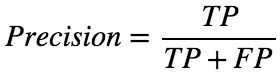 Precision = TP / (TP + FP)